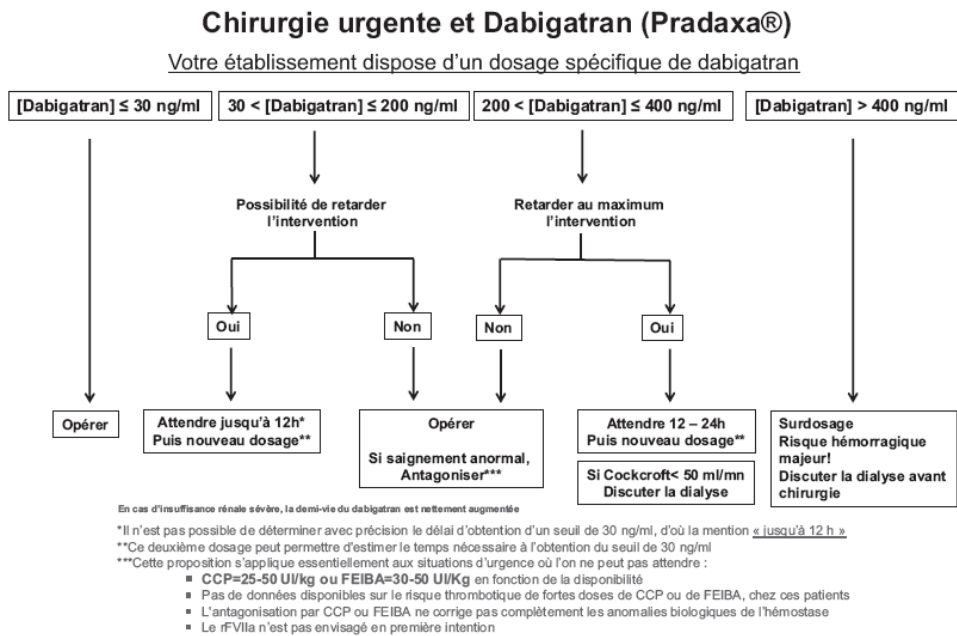 Chirurgie urgente et Dabigatran (Pradaxa®)
Votre établissement dispose d'un dosage spécifique de dabigatran
[Dabigatran] ≤ 30 ng/ml
30 < [Dabigatran] ≤ 200 ng/ml
200 < [Dabigatran] ≤ 400 ng/ml
[Dabigatran] > 400 ng/ml
Possibilité de retarder
l'intervention
Retarder au maximum
l'intervention
Oui
Non
Non
Oui
Opérer
Attendre jusqu'à 12h*
Puis nouveau dosage**
Opérer
Si saignement anormal,
Antagoniser***
Attendre 12 – 24h
Puis nouveau dosage**
Si Cockcroft< 50 ml/mn
Discuter la dialyse
Surdosage
Risque hémorragique
majeur!
Discuter la dialyse avant
chirurgie
En cas d'insuffisance rénale sévère, la demi-vie du dabigatran est nettement augmentée
*Il n'est pas possible de déterminer avec précision le délai d'obtention d'un seuil de 30 ng/ml, d'où la mention « jusqu'à 12 h »
**Ce deuxième dosage peut permettre d'estimer le temps nécessaire à l'obtention du seuil de 30 ng/ml
***Cette proposition s'applique essentiellement aux situations d'urgence où l'on ne peut pas attendre :
▪ CCP=25-50 UI/kg ou FEIBA=30-50 UI/Kg en fonction de la disponibilité
▪ Pas de données disponibles sur le risque thrombotique de fortes doses de CCP ou de FEIBA, chez ces patients
▪ L'antagonisation par CCP ou FEIBA ne corrige pas complètement les anomalies biologiques de l'hémostase
▪ Le rFVIIa n'est pas envisagé en première intention